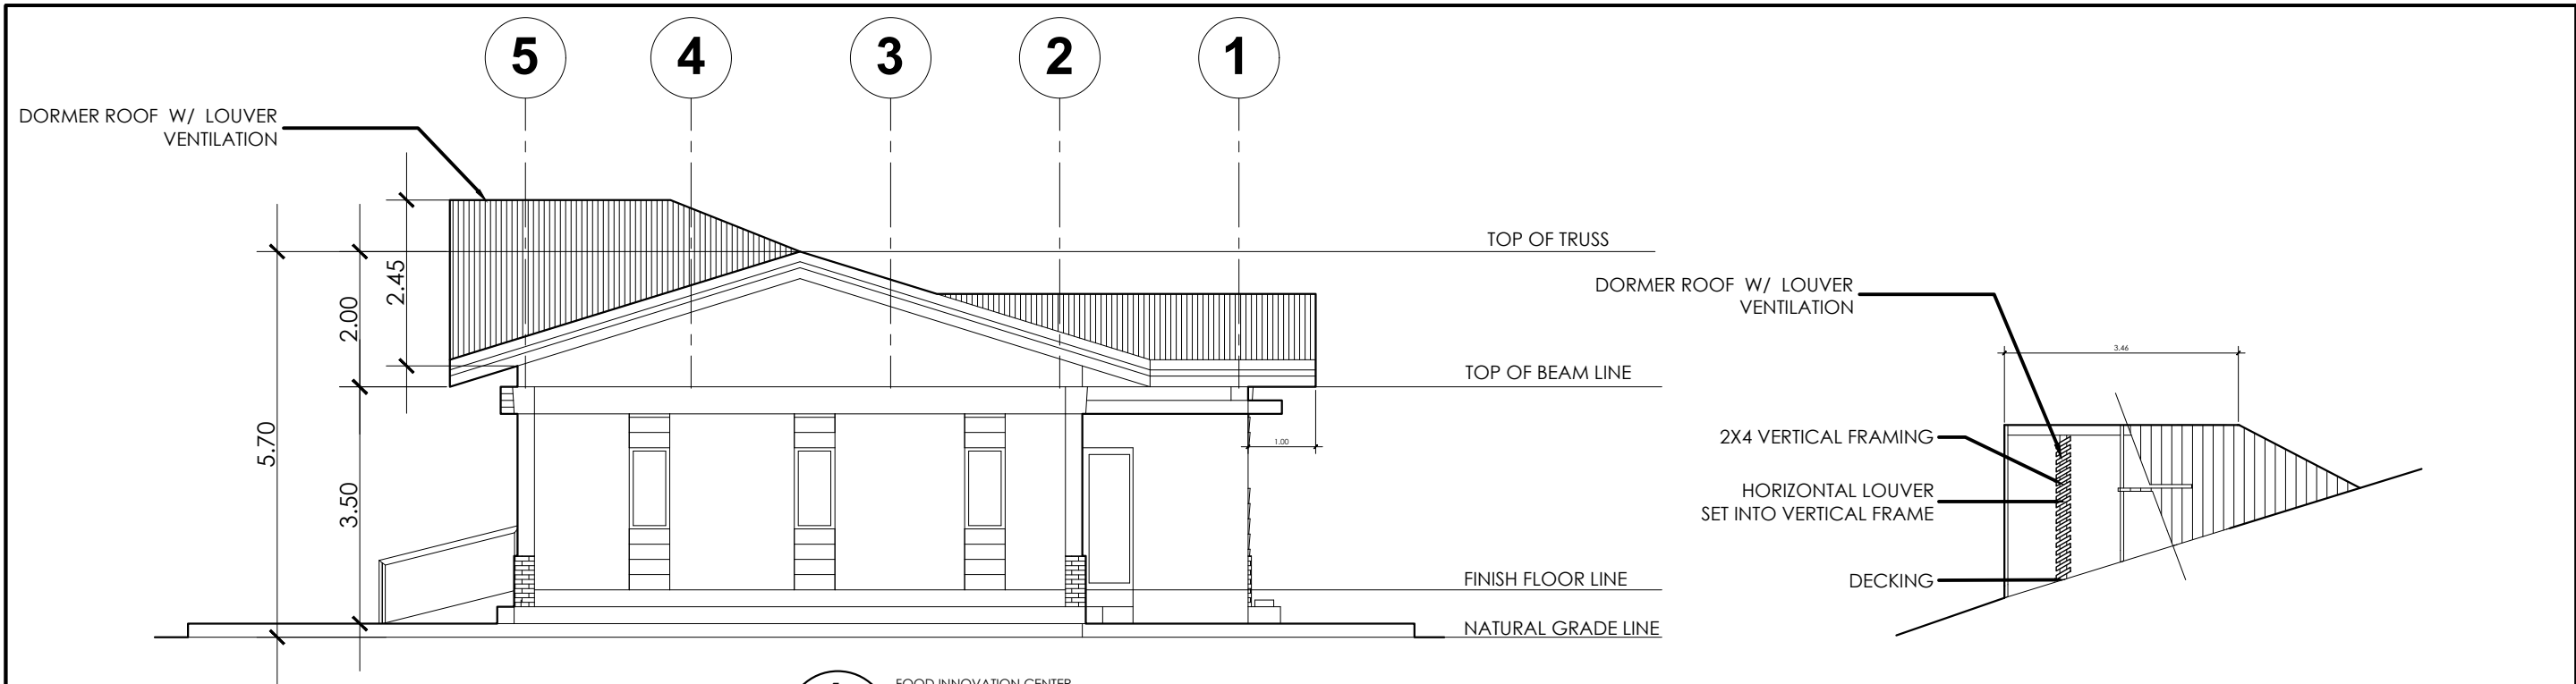 5 4 3 2 1
DORMER ROOF W/ LOUVER
VENTILATION
TOP OF TRUSS
2.45
2.00
5.70
3.50
TOP OF BEAM LINE
1.00
FINISH FLOOR LINE
NATURAL GRADE LINE
DORMER ROOF W/ LOUVER
VENTILATION
3.46
2X4 VERTICAL FRAMING
HORIZONTAL LOUVER
SET INTO VERTICAL FRAME
DECKING
FOOD INNOVATION CENTER